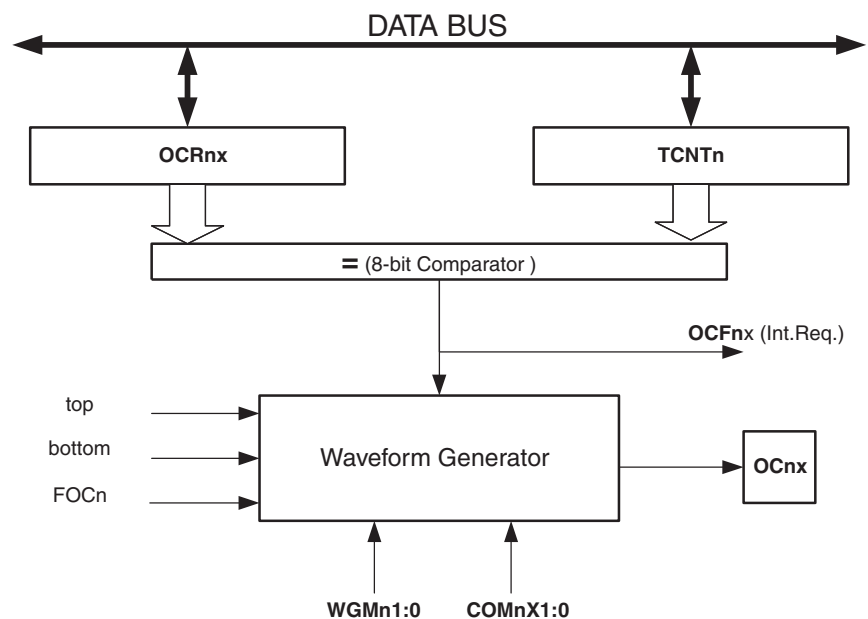 DATA BUS
OCRnx
TCNTn
= (8-bit Comparator )
OCFnx (Int.Req.)
top
bottom
FOCn
Waveform Generator
OCnx
WGMn1:0
COMnX1:0